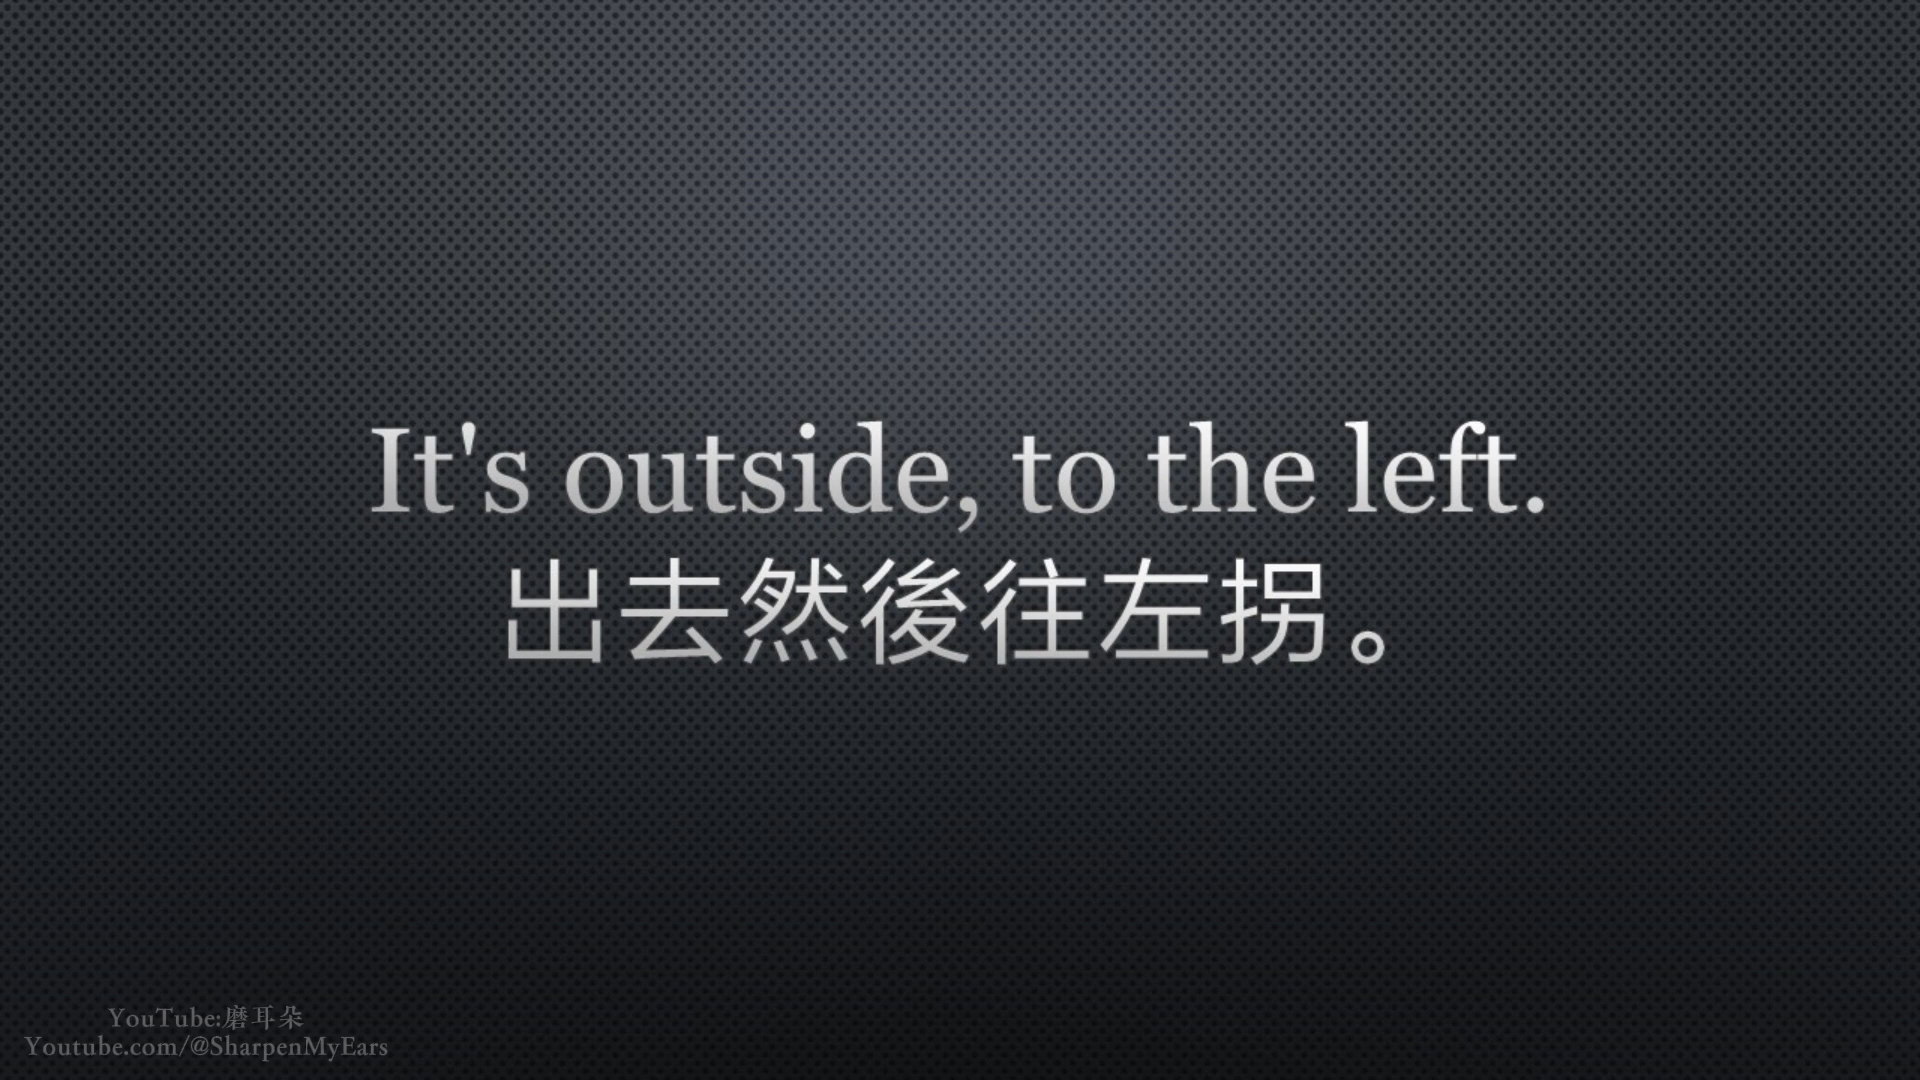 It's outside, to the left.
出去然後往左拐。
YouTube:磨耳朵
Youtube.com/@SharpenMyEars